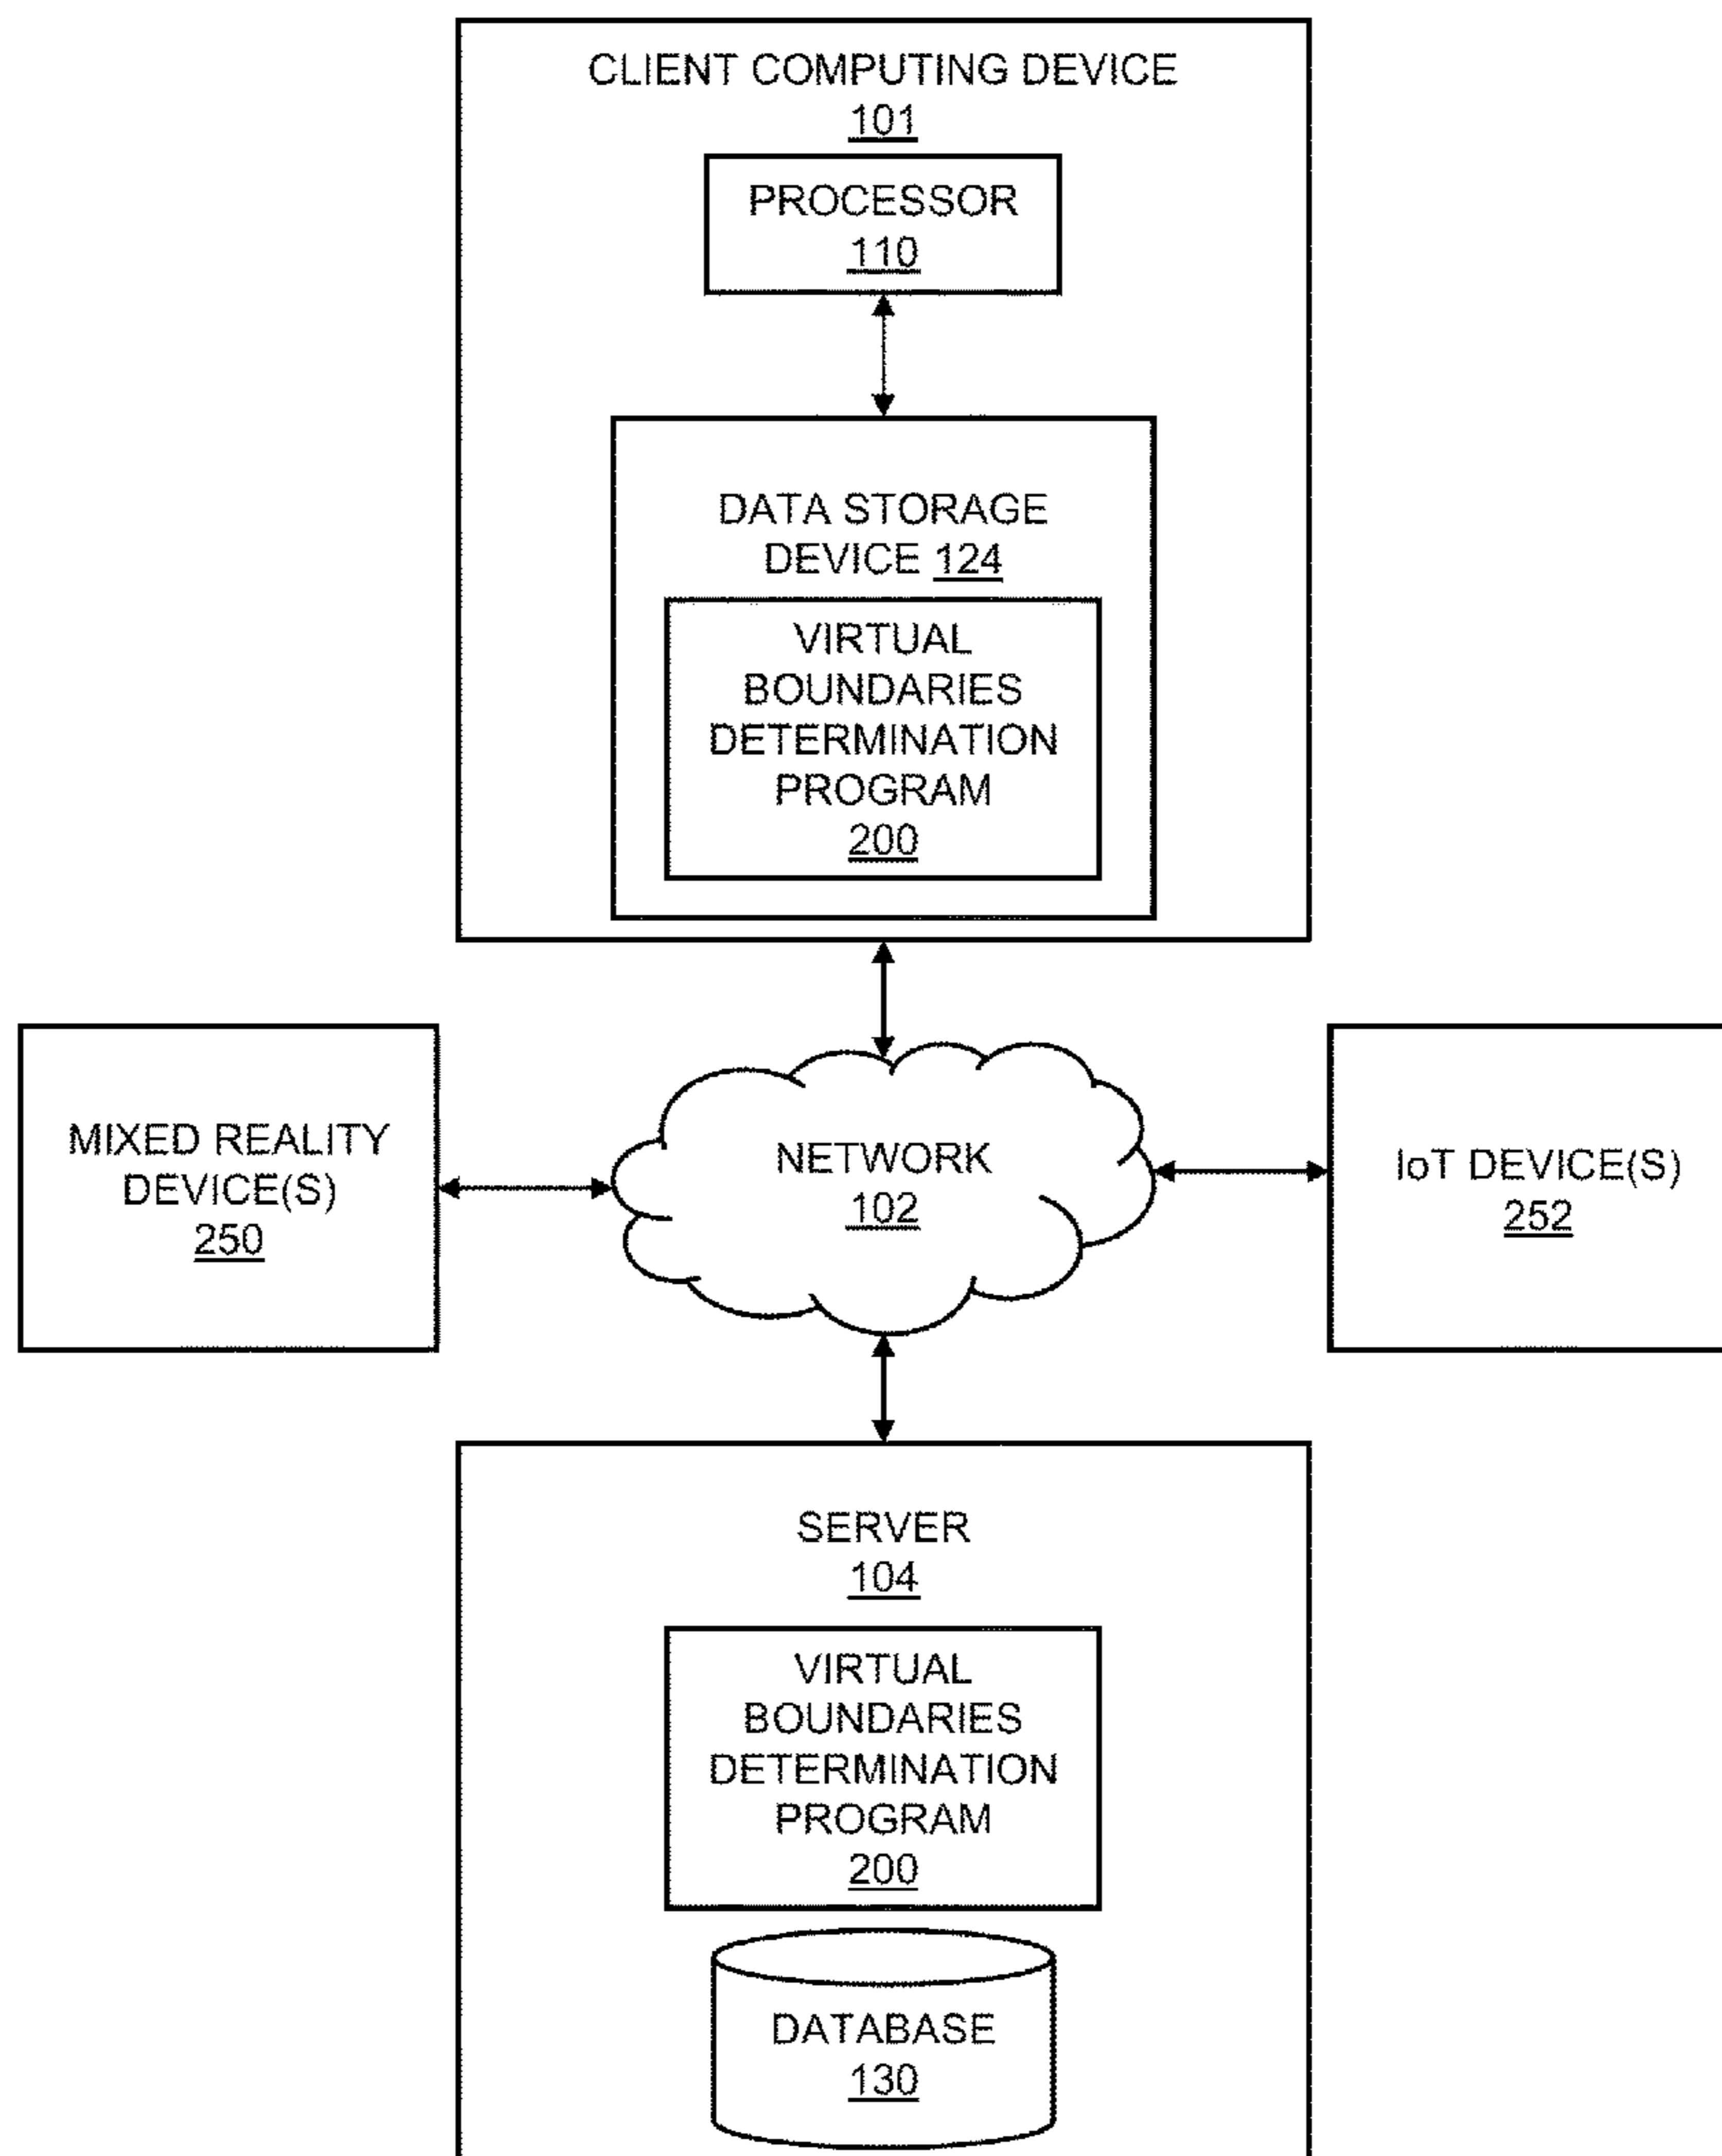 CLIENT COMPUTING DEVICE
101
PROCESSOR
110
DATA STORAGE
DEVICE 124
VIRTUAL
BOUNDARIES
DETERMINATION
PROGRAM
200
MIXED REALITY
DEVICE(S)
250
NETWORK
102
IoT DEVICE(S)
252
SERVER
104
VIRTUAL
BOUNDARIES
DETERMINATION
PROGRAM
200
DATABASE
130